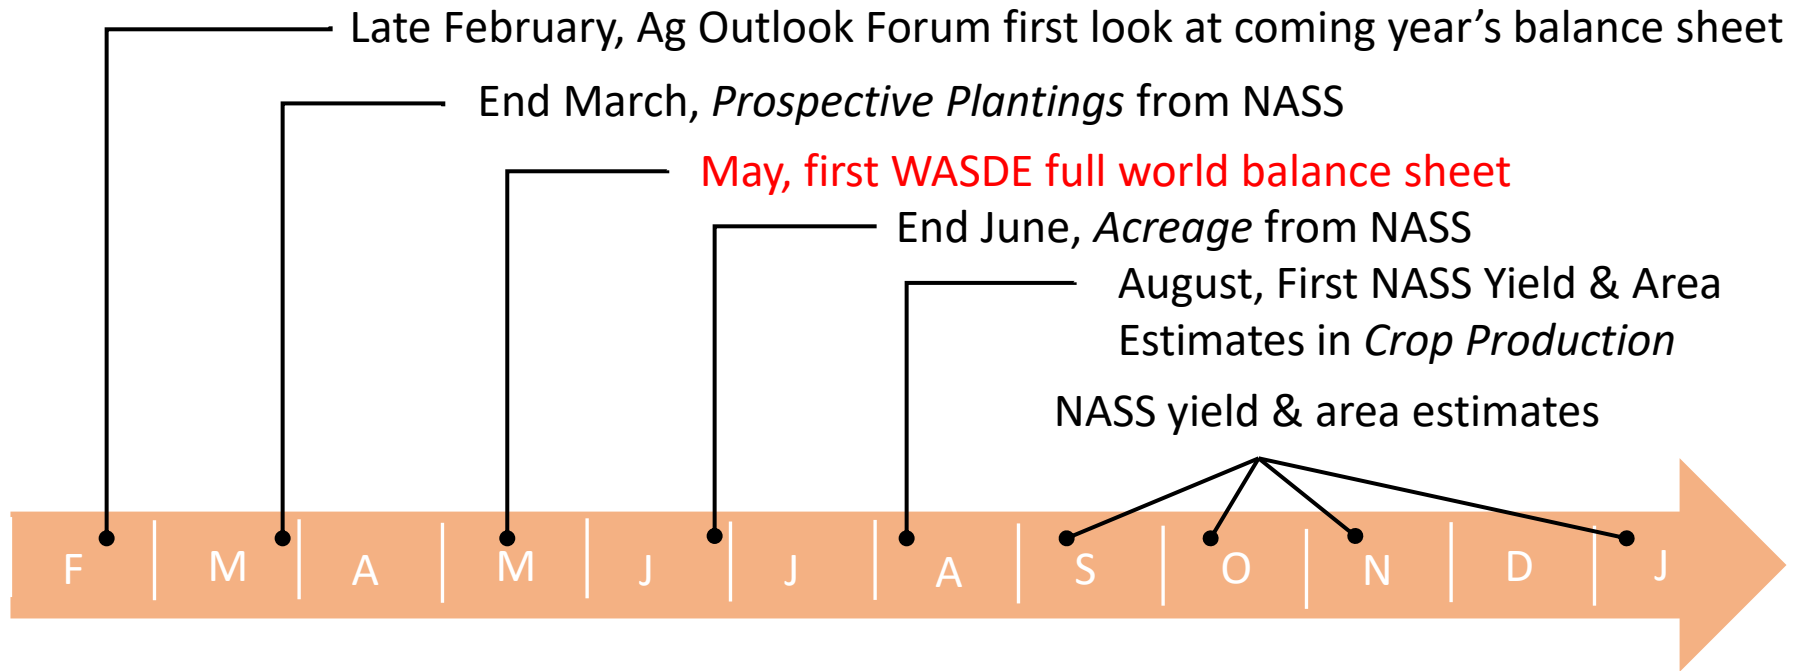 Late February, Ag Outlook Forum first look at coming year’s balance sheet
End March, Prospective Plantings from NASS
May, first WASDE full world balance sheet
End June, Acreage from NASS
August, First NASS Yield & Area
Estimates in Crop Production
NASS yield & area estimates
F M A M J J A S O N D J